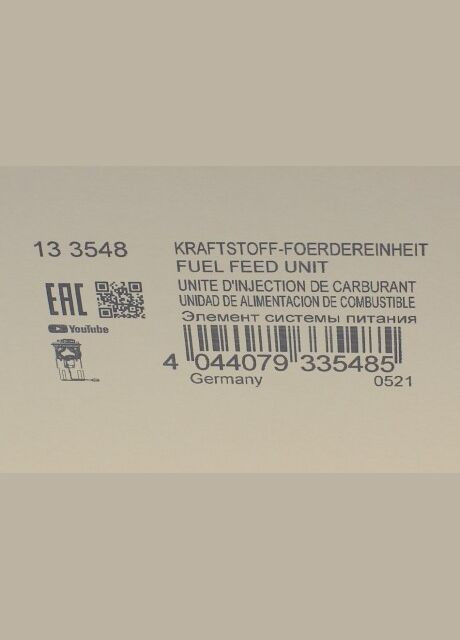 13 3548
KRAFTSTOFF-FOERDEREINHEIT
FUEL FEED UNIT
UNITE D'INJECTION DE CARBURANT
UNIDAD DE ALIMENTACION DE COMBUSTIBLE
Элемент системы питания
EAC
YouTube
4 044079 335485
Germany
0521